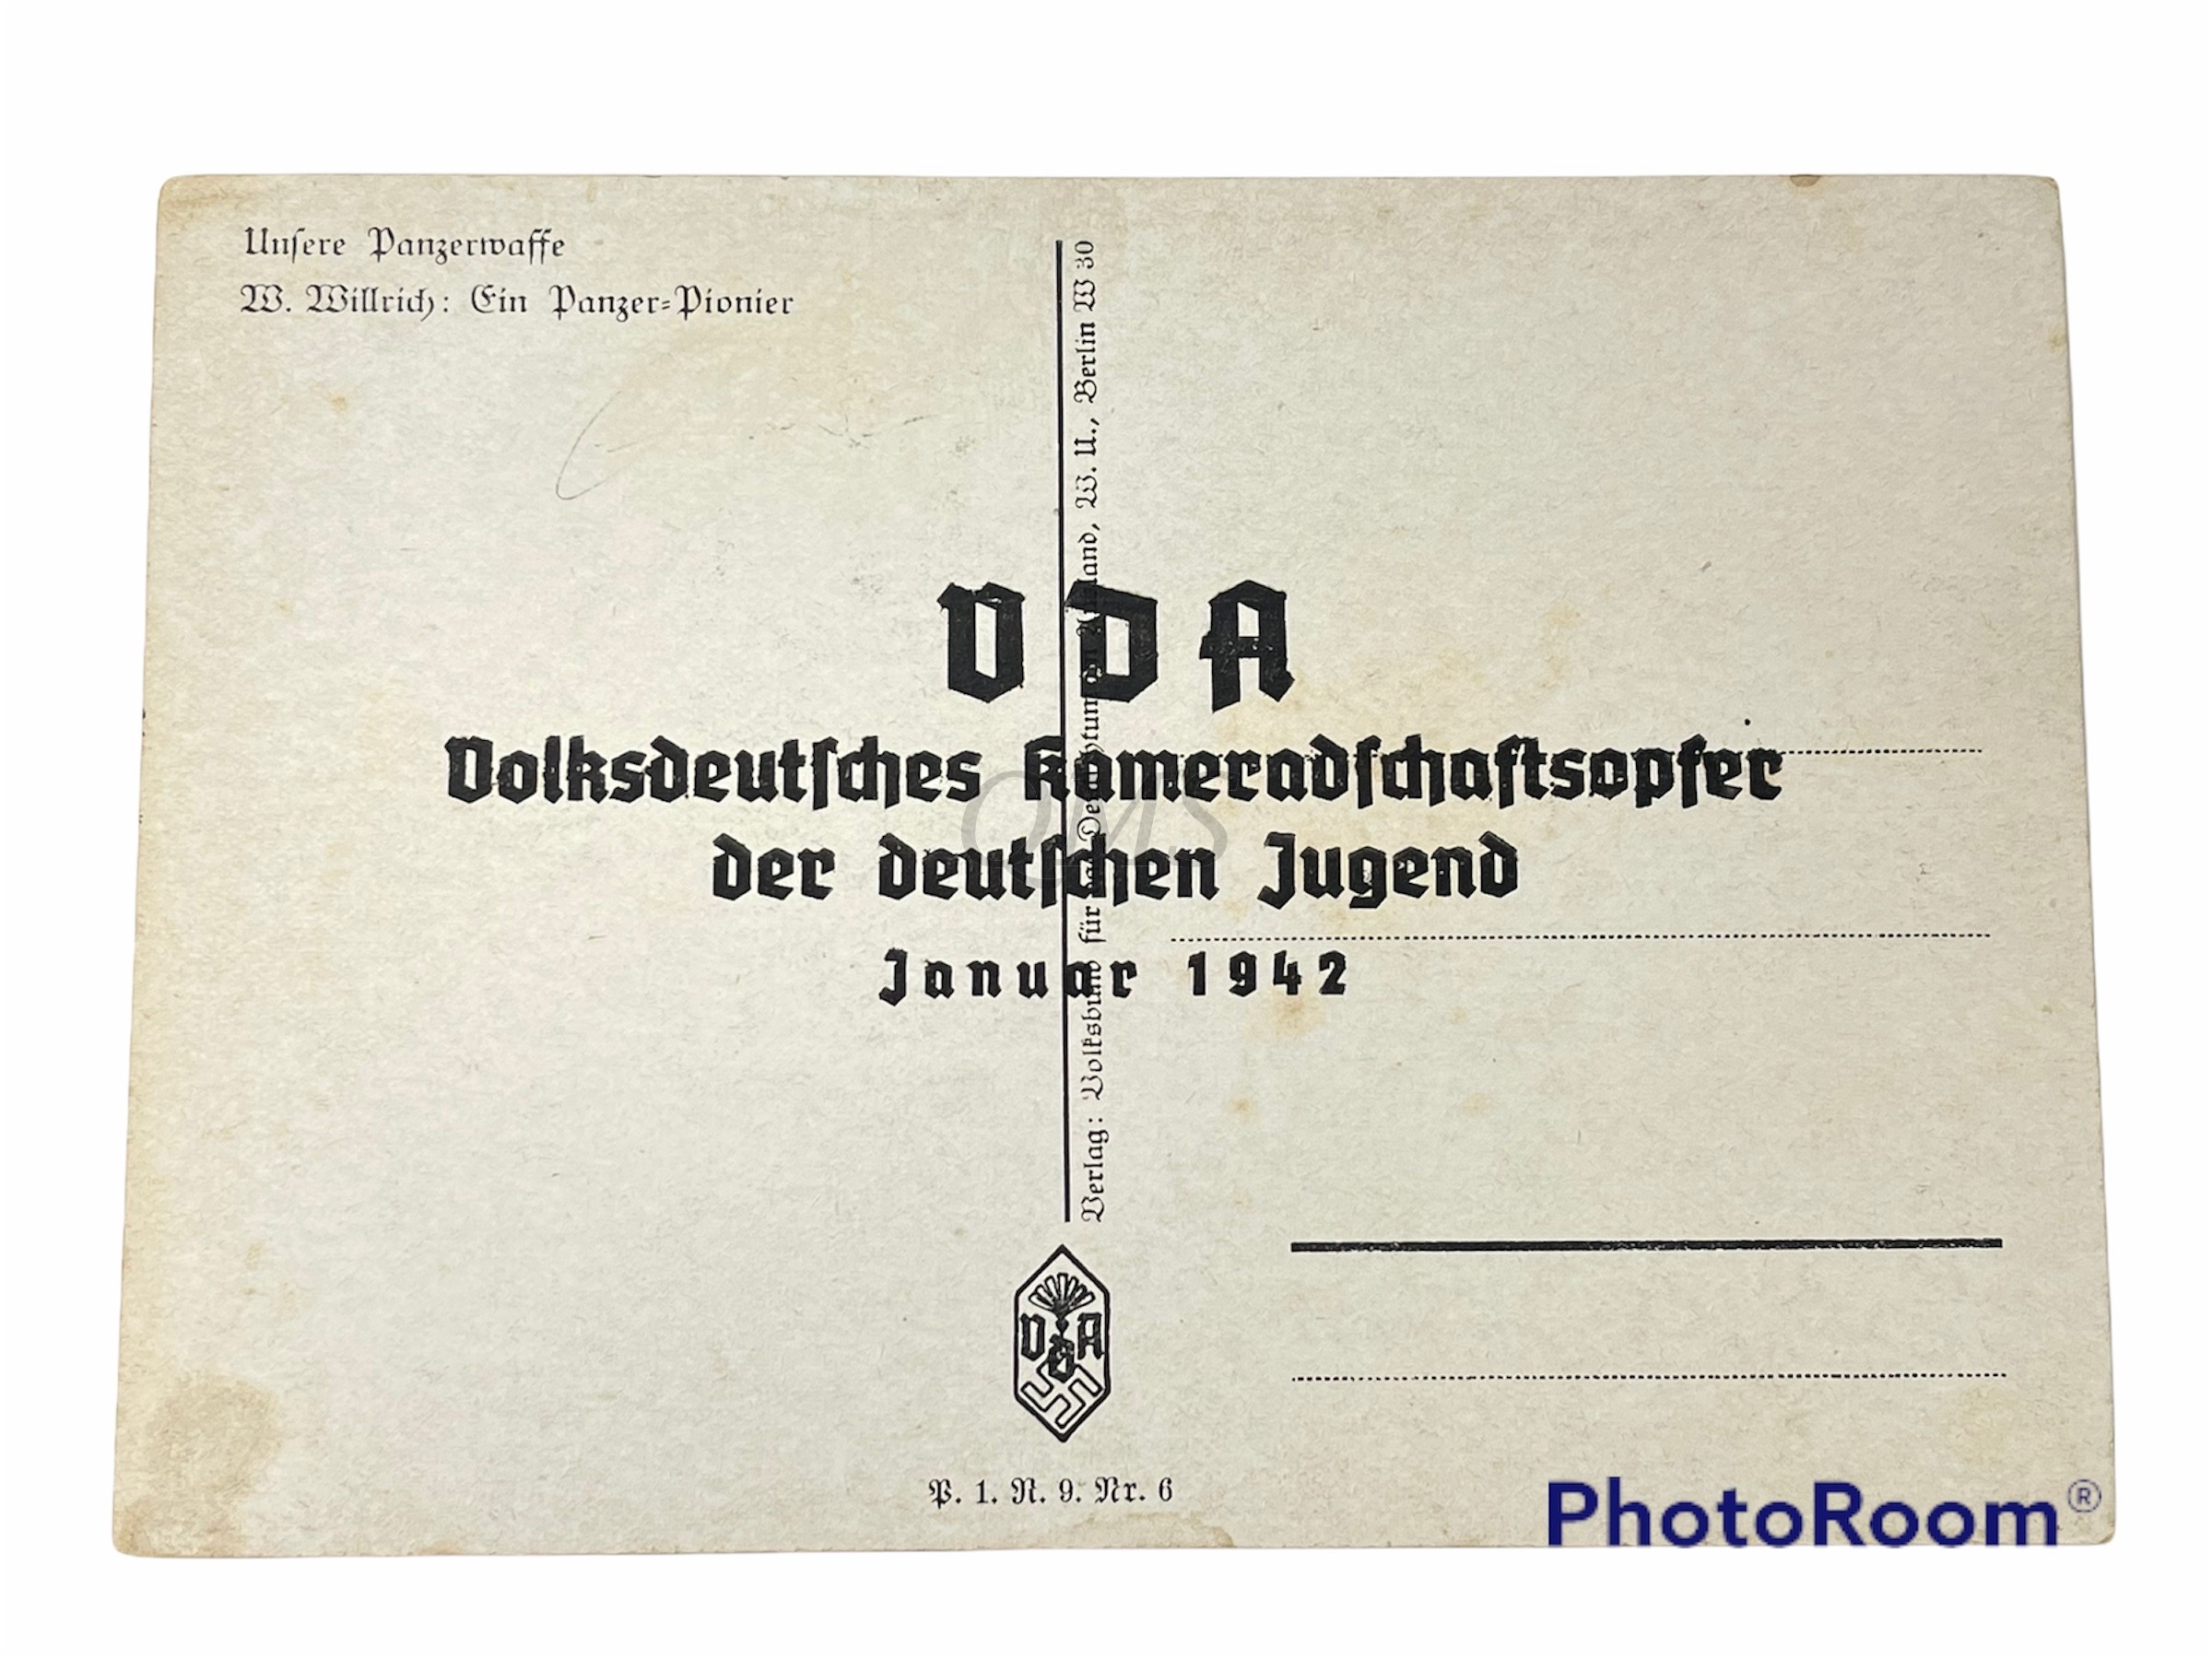 Unſere Panzerwaffe
W. Willrich: Ein Panzer=Pionier
Verlag: Volksbund für das Deutſchtum im Ausland, W. U., Berlin W 30
VDA
Volksdeutſches Kameradſchaftsopfer
der deutſchen Jugend
Januar 1942
QMS
VDA
P. 1. R. 9. Nr. 6
PhotoRoom®